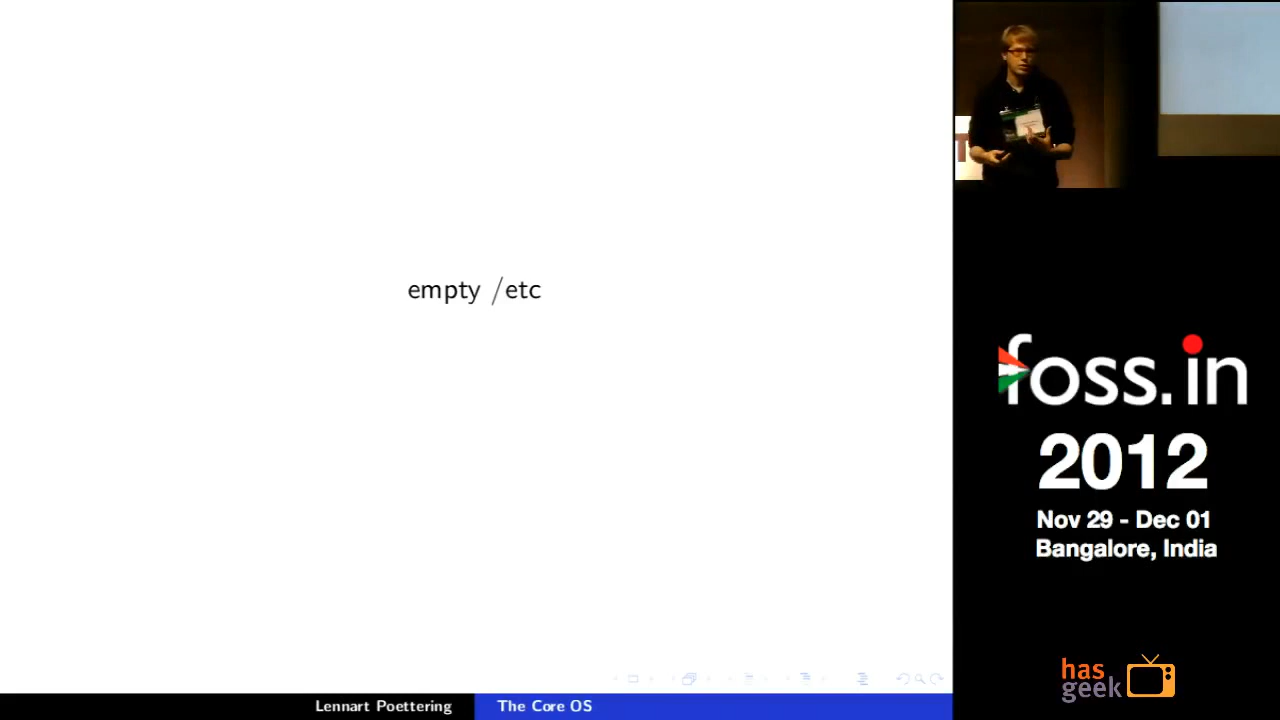 empty /etc
Lennart Poettering
The Core OS
foss.in
2012
Nov 29 - Dec 01
Bangalore, India
has
geek